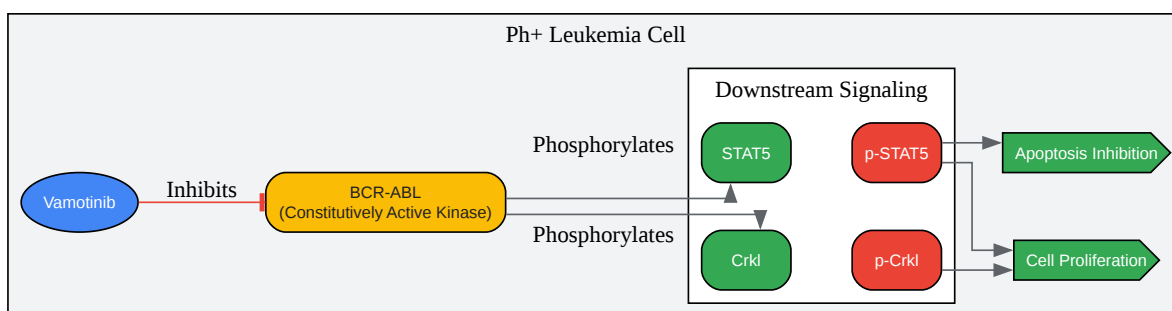 Ph+ Leukemia Cell
Downstream Signaling
Phosphorylates
STAT5
p-STAT5
Apoptosis Inhibition
Vamotinib
Inhibits
BCR-ABL
(Constitutively Active Kinase)
Phosphorylates
Crkl
p-Crkl
Cell Proliferation